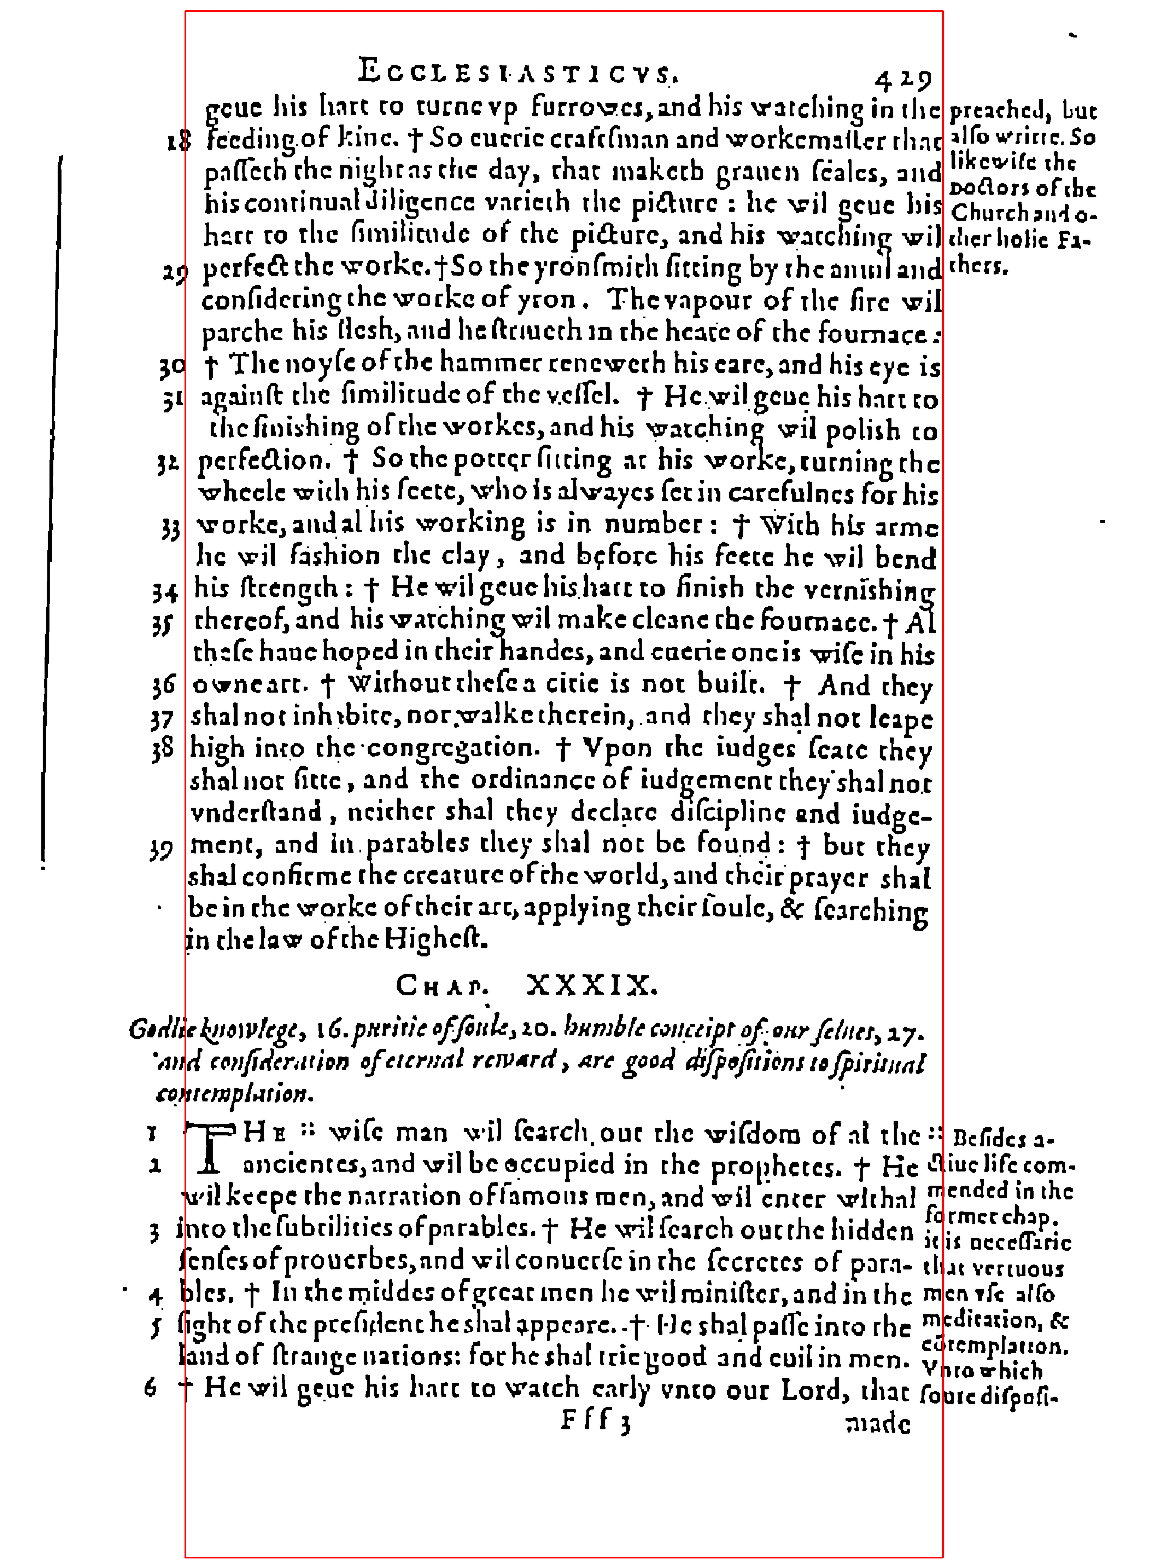 ECCLESIASTICVS. 429
geue his hart to turne vp furrowes, and his watching in the
18 feeding of kine. † So euerie craftſman and workemaſter that
paſſeth the night as the day, that maketh grauen ſeales, and
his continual diligence varieth the picture : he wil geue his
hart to the ſimilitude of the picture, and his watching wil
29 perfect the worke. † So the yronſmith ſitting by the anuil and
conſidering the worke of yron. The vapour of the fire wil
parche his flesh, and he ſtriueth in the heate of the fournace :
30 † The noyſe of the hammer reneweth his eare, and his eye is
31 againſt the ſimilitude of the veſſel. † He wil geue his hart to
the finishing of the workes, and his watching wil polish to
32 perfection. † So the potter ſitting at his worke, turning the
wheele with his feete, who is alwayes ſet in carefulnes for his
33 worke, and al his working is in number : † With his arme
he wil fashion the clay, and before his feete he wil bend
34 his ſtrength : † He wil geue his hart to finish the vernishing
35 thereof, and his watching wil make cleane the fournace. † Al
theſe haue hoped in their handes, and euerie one is wiſe in his
36 owne art. † Without theſe a citie is not built. † And they
37 shal not inhabite, nor walke therein, and they shal not leape
38 high into the congregation. † Vpon the iudges ſeate they
shal not ſitte, and the ordinance of iudgement they shal not
vnderſtand, neither shal they declare diſcipline and iudge-
39 ment, and in parables they shal not be found : † but they
shal confirme the creature of the world, and their prayer shal
be in the worke of their art, applying their ſoule, & ſearching
in the law of the Higheſt.
preached, but
alſo writte. So
likewiſe the
Doctors of the
Church and o-
ther holie Fa-
thers.
CHAP. XXXIX.
Godlie knowlege, 16. puritie of ſoule, 20. humble conceipt of our ſelues, 27.
and conſideration of eternal reward, are good diſpoſitions to ſpiritual
contemplation.
1 THE :: wiſe man wil ſearch out the wiſdom of al the
2 ancientes, and wil be occupied in the prophetes. † He
wil keepe the narration of famous men, and wil enter withal
3 into the ſubtilities of parables. † He wil ſearch out the hidden
ſenſes of prouerbes, and wil conuerſe in the ſecretes of para-
4 bles. † In the middes of great men he wil miniſter, and in the
5 ſight of the preſident he shal appeare. † He shal paſſe into the
land of ſtrange nations: for he shal trie good and euil in men.
6 † He wil geue his hart to watch early vnto our Lord, that
:: Beſides a-
ctiue life com-
mended in the
former chap.
it is neceſſarie
that vertuous
men vſe alſo
meditation, &
cōtemplation.
Vnto which
foure diſpoſi-
Fff 3 made